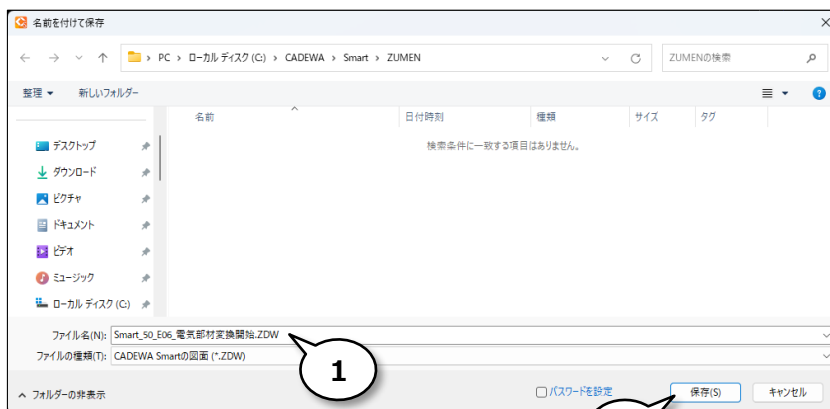 名前を付けて保存
PC › ローカル ディスク (C:) › CADEWA › Smart › ZUMEN
ZUMENの検索
整理 新しいフォルダー
名前 日付時刻 種類 サイズ タグ
検索条件に一致する項目はありません。
デスクトップ
ダウンロード
ピクチャ
ドキュメント
ビデオ
ミュージック
ローカル ディスク (C:)
ファイル名(N): Smart_50_E06_電気部材変換開始.ZDW
ファイルの種類(T): CADEWA Smartの図面 (*.ZDW)
1
フォルダーの非表示 パスワードを設定 保存(S) キャンセル